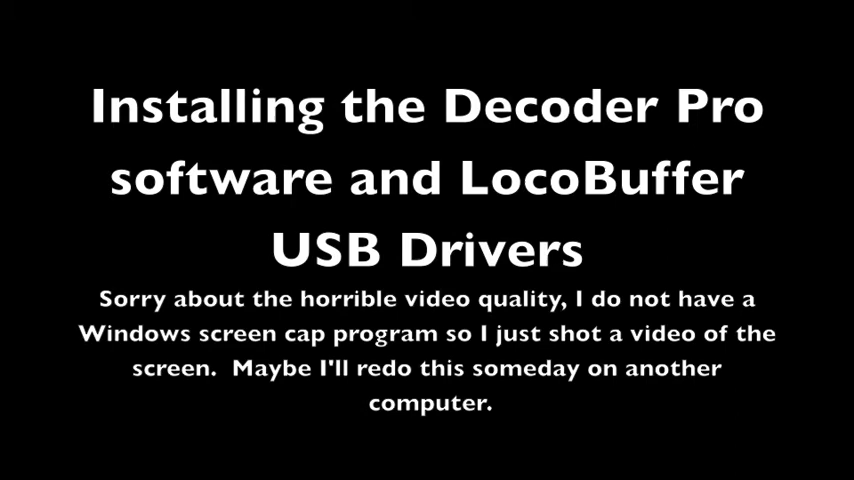 Installing the Decoder Pro
software and LocoBuffer
USB Drivers
Sorry about the horrible video quality, I do not have a
Windows screen cap program so I just shot a video of the
screen.  Maybe I'll redo this someday on another
computer.